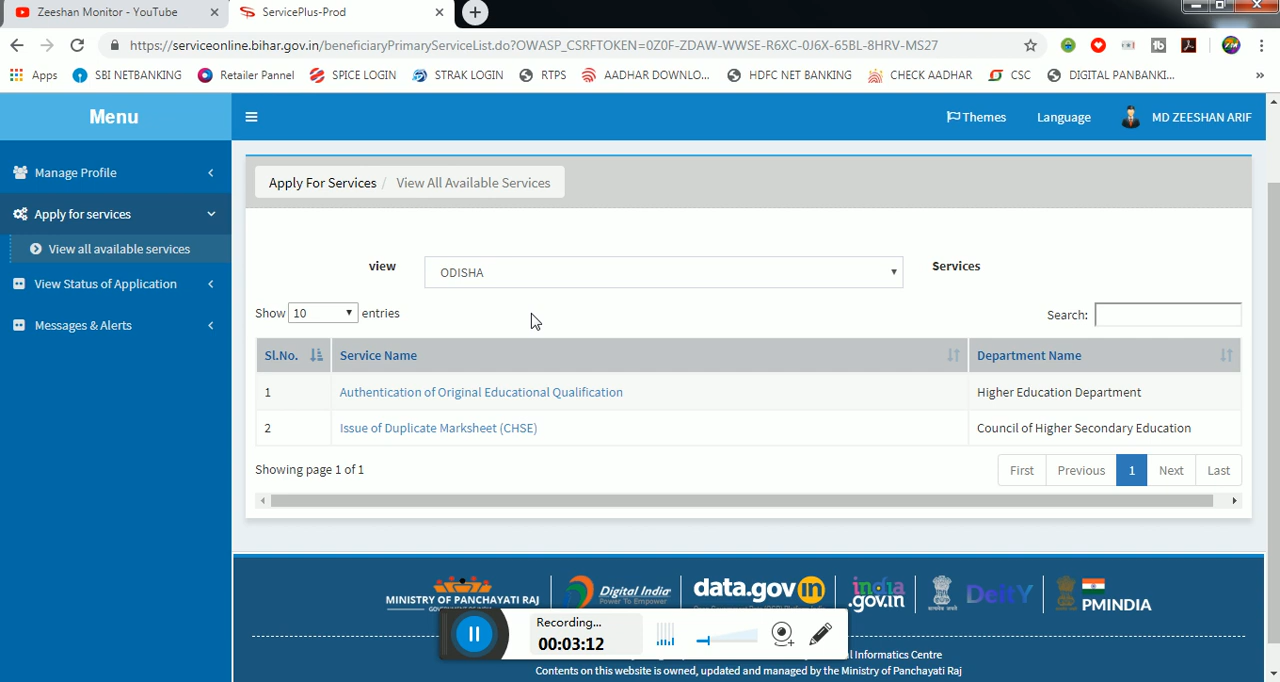 Zeeshan Monitor - YouTube
ServicePlus-Prod
https://serviceonline.bihar.gov.in/beneficiaryPrimaryServiceList.do?OWASP_CSRFTOKEN=0Z0F-ZDAW-WWSE-R6XC-0J6X-65BL-8HRV-MS27
Apps SBI NETBANKING Retailer Pannel SPICE LOGIN STRAK LOGIN RTPS AADHAR DOWNLO... HDFC NET BANKING CHECK AADHAR CSC DIGITAL PANBANKI... »
Menu
Themes Language MD ZEESHAN ARIF
Manage Profile
Apply for services
View all available services
View Status of Application
Messages & Alerts
Apply For Services / View All Available Services
view ODISHA Services
Show 10 entries Search:
Sl.No. Service Name Department Name
1 Authentication of Original Educational Qualification Higher Education Department
2 Issue of Duplicate Marksheet (CHSE) Council of Higher Secondary Education
Showing page 1 of 1 First Previous 1 Next Last
MINISTRY OF PANCHAYATI RAJ Digital India data.gov in india.gov.in DeitY PMINDIA
Power To Empower
Recording...
00:03:12
Informatics Centre
Contents on this website is owned, updated and managed by the Ministry of Panchayati Raj